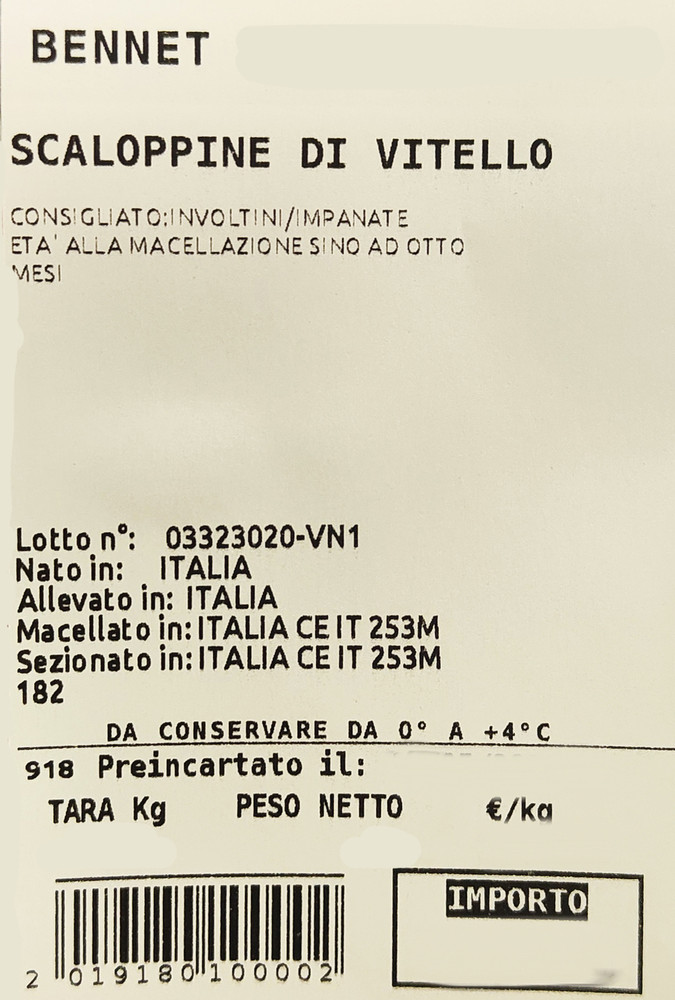 BENNET
SCALOPPINE DI VITELLO
CONSIGLIATO:INVOLTINI/IMPANATE
ETA' ALLA MACELLAZIONE SINO AD OTTO
MESI
Lotto n°: 03323020-VN1
Nato in: ITALIA
Allevato in: ITALIA
Macellato in: ITALIA CE IT 253M
Sezionato in: ITALIA CE IT 253M
182
DA CONSERVARE DA 0° A +4°C
918 Preincartato il:
TARA Kg PESO NETTO €/kg
IMPORTO
2 019180 100002